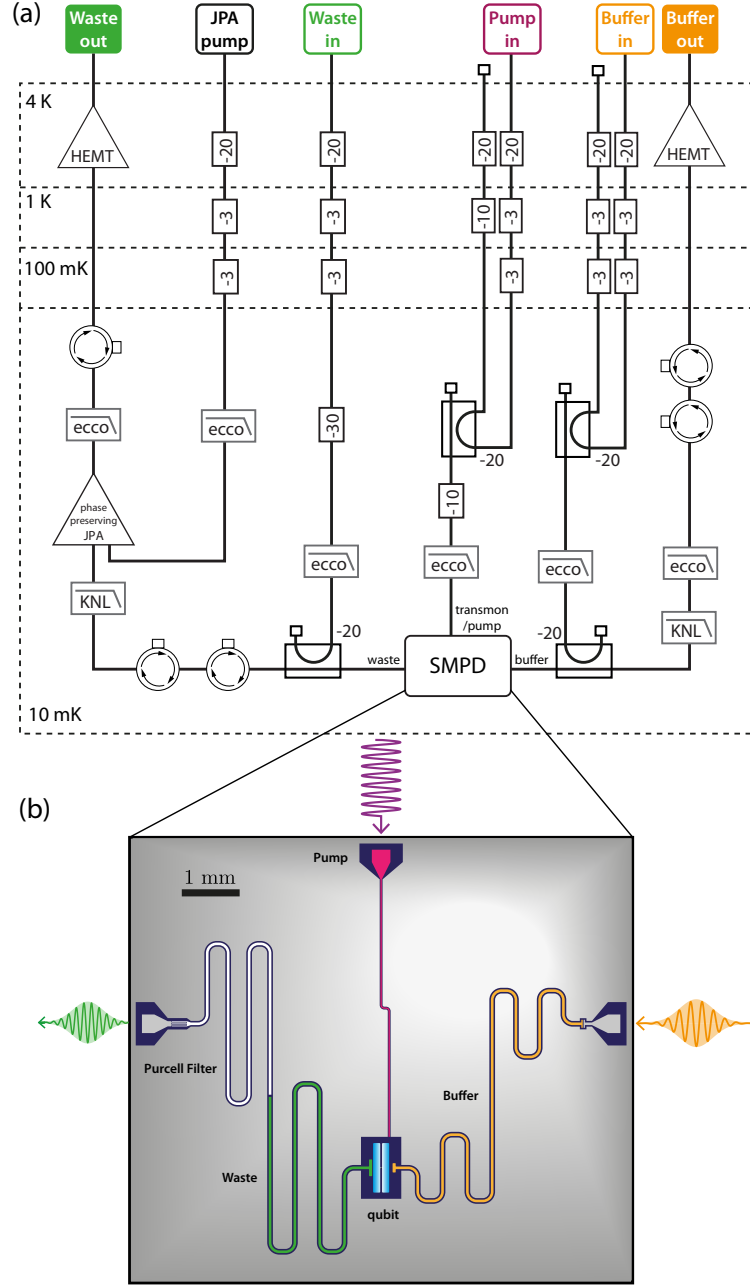 (a)
Waste
out
JPA
pump
Waste
in
Pump
in
Buffer
in
Buffer
out
4 K
HEMT
-20
-20
-20
-20
-20
-20
HEMT
1 K
-3
-3
-10
-3
-3
-3
100 mK
-3
-3
-3
-3
-3
ecco
ecco
-30
-20
-20
phase
preserving
JPA
-10
ecco
ecco
ecco
ecco
KNL
transmon
/pump
KNL
-20
-20
waste
SMPD
buffer
10 mK
(b)
Pump
1 mm
Purcell Filter
Buffer
Waste
qubit